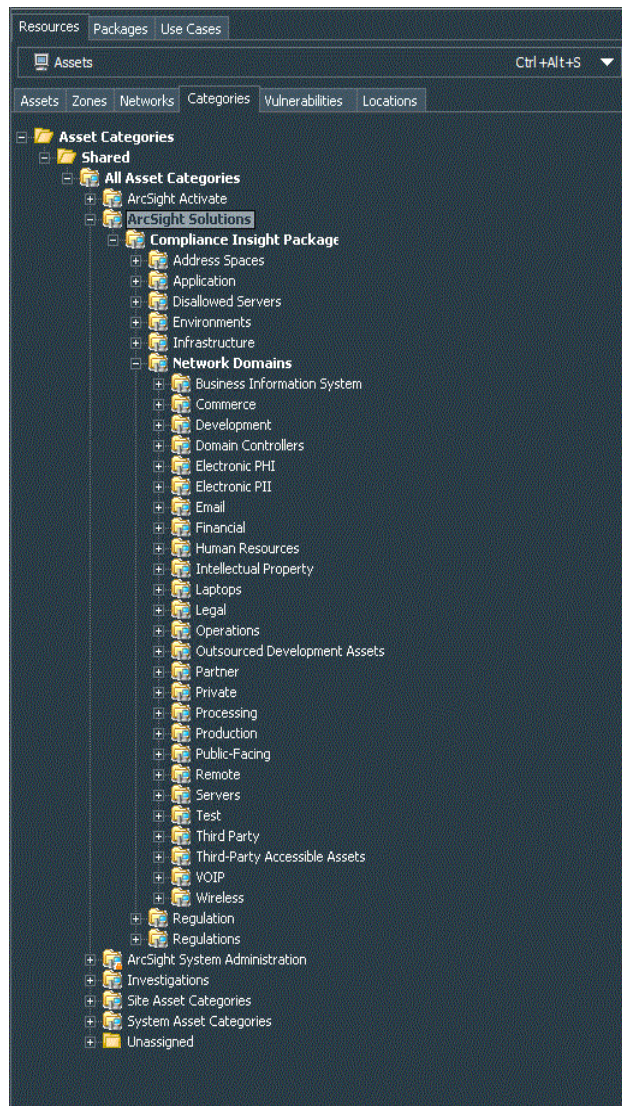 Resources Packages Use Cases
Assets Ctrl+Alt+S
Assets Zones Networks Categories Vulnerabilities Locations
Asset Categories
Shared
All Asset Categories
ArcSight Activate
ArcSight Solutions
Compliance Insight Package
Address Spaces
Application
Disallowed Servers
Environments
Infrastructure
Network Domains
Business Information System
Commerce
Development
Domain Controllers
Electronic PHI
Electronic PII
Email
Financial
Human Resources
Intellectual Property
Laptops
Legal
Operations
Outsourced Development Assets
Partner
Private
Processing
Production
Public-Facing
Remote
Servers
Test
Third Party
Third-Party Accessible Assets
VOIP
Wireless
Regulation
Regulations
ArcSight System Administration
Investigations
Site Asset Categories
System Asset Categories
Unassigned